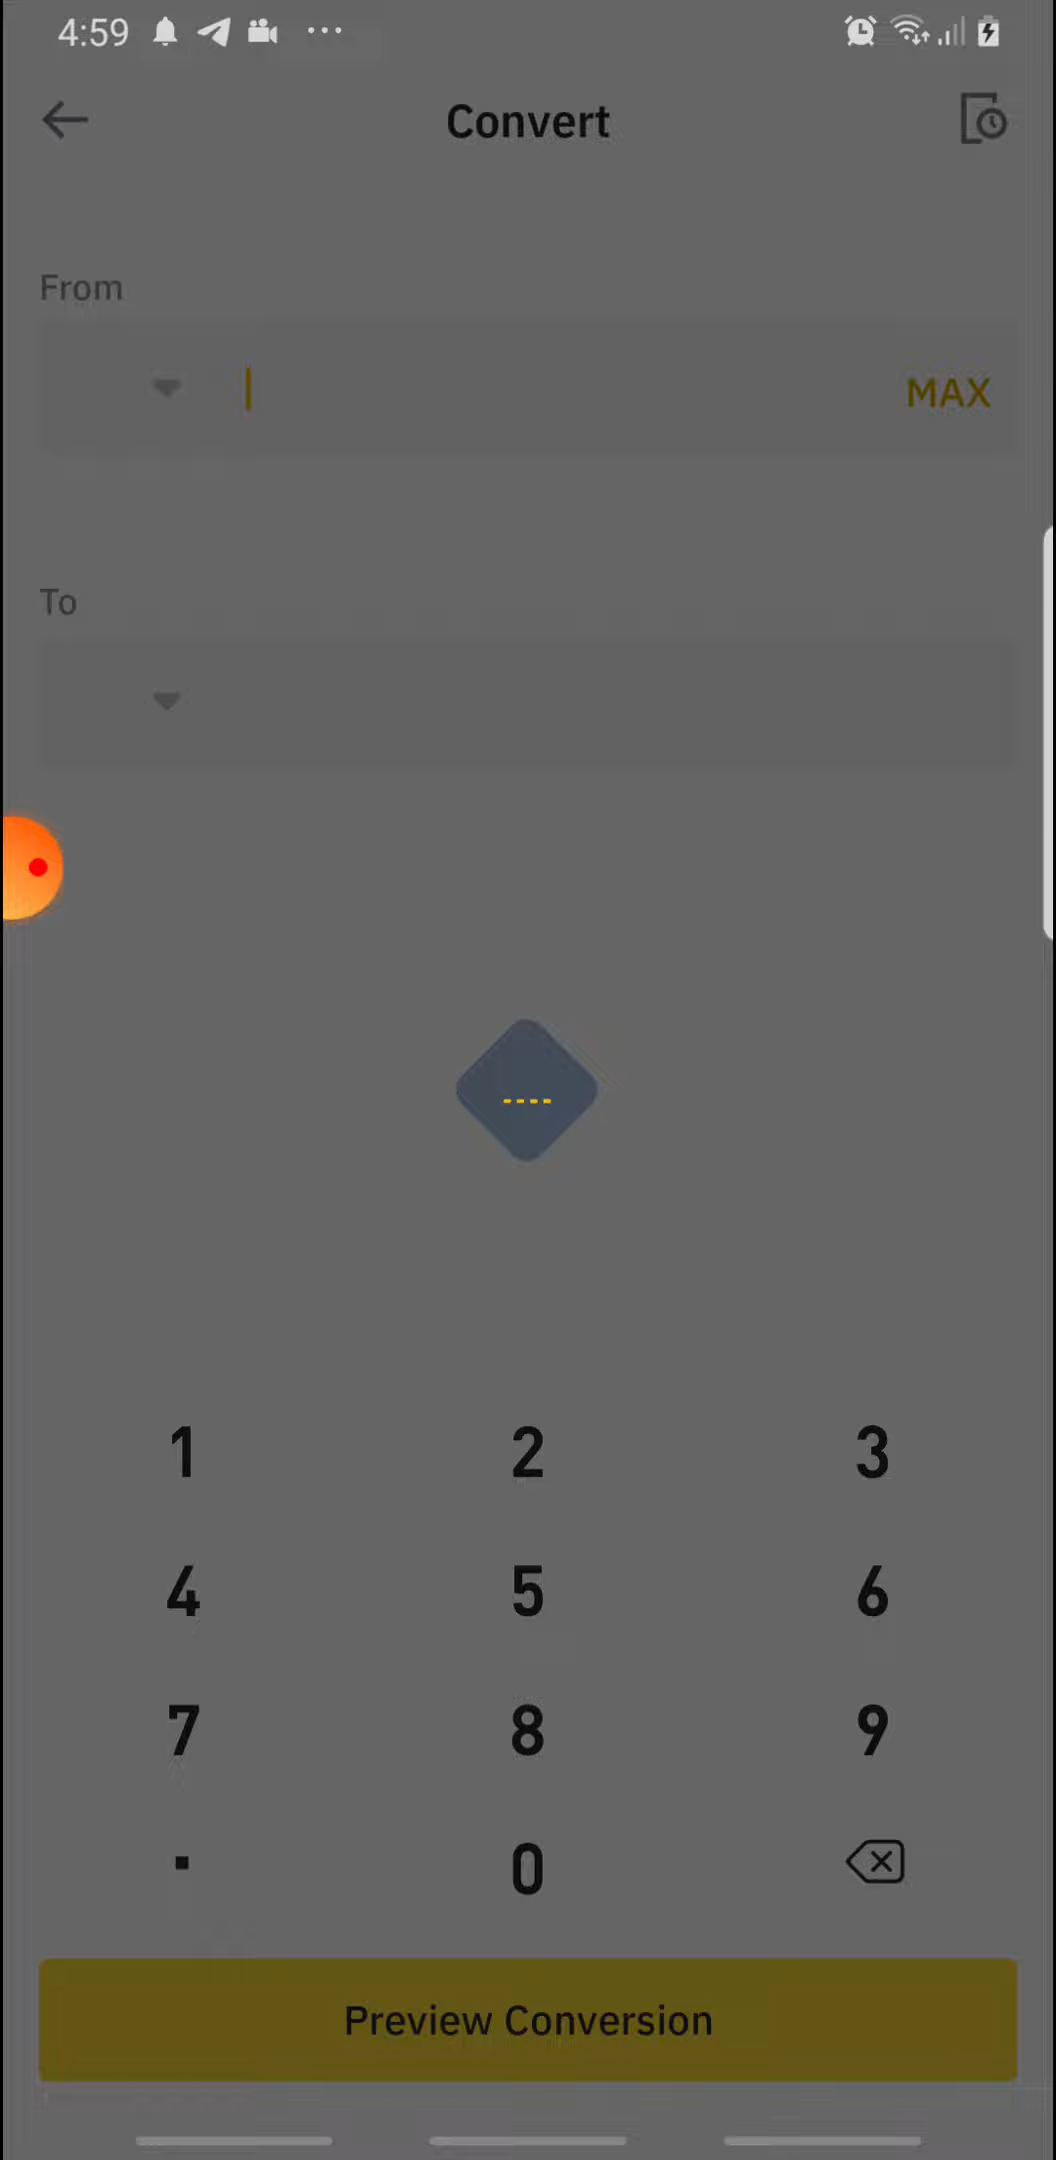 4:59
Convert
From
MAX
To
1 2 3
4 5 6
7 8 9
. 0
Preview Conversion